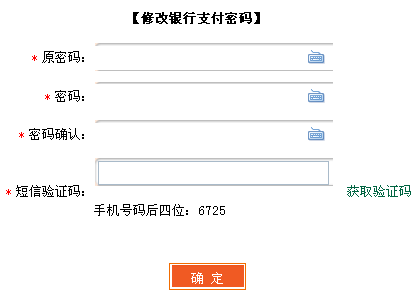 【修改银行支付密码】
* 原密码：
* 密码：
* 密码确认：
* 短信验证码： 获取验证码
手机号码后四位：6725
确 定